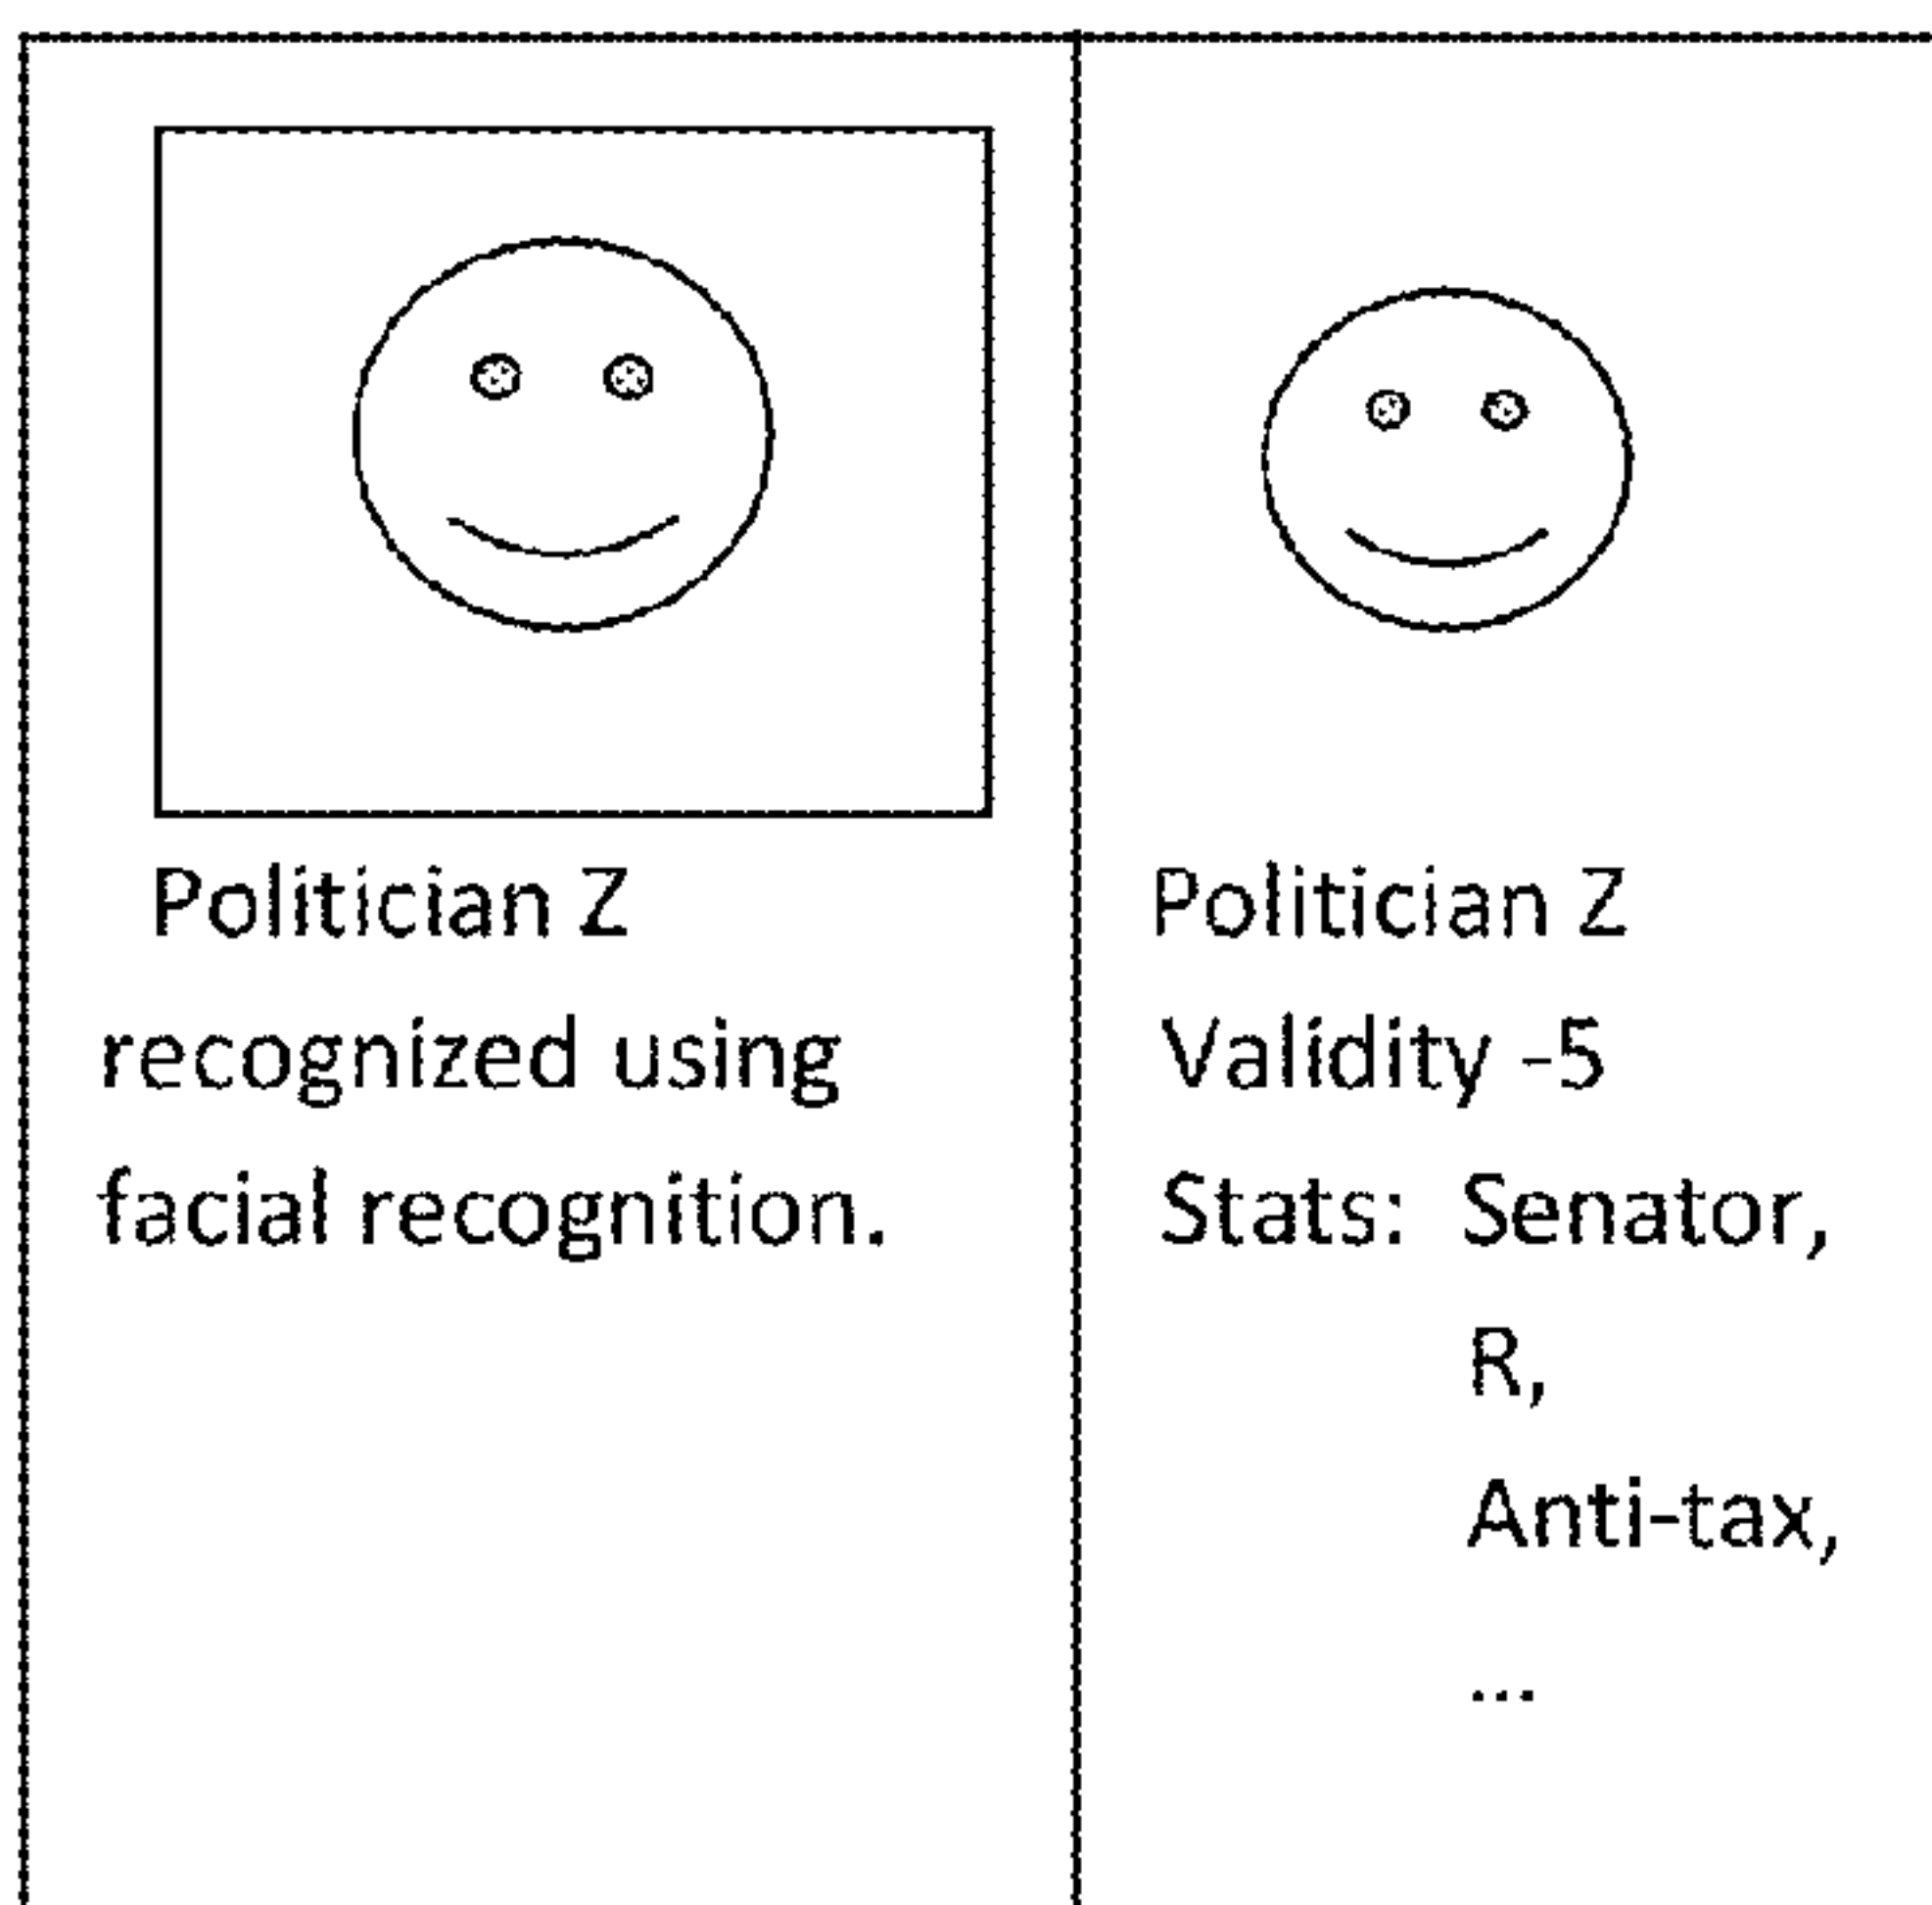 Politician Z
recognized using
facial recognition.
Politician Z
Validity -5
Stats: Senator,
R,
Anti-tax,
...